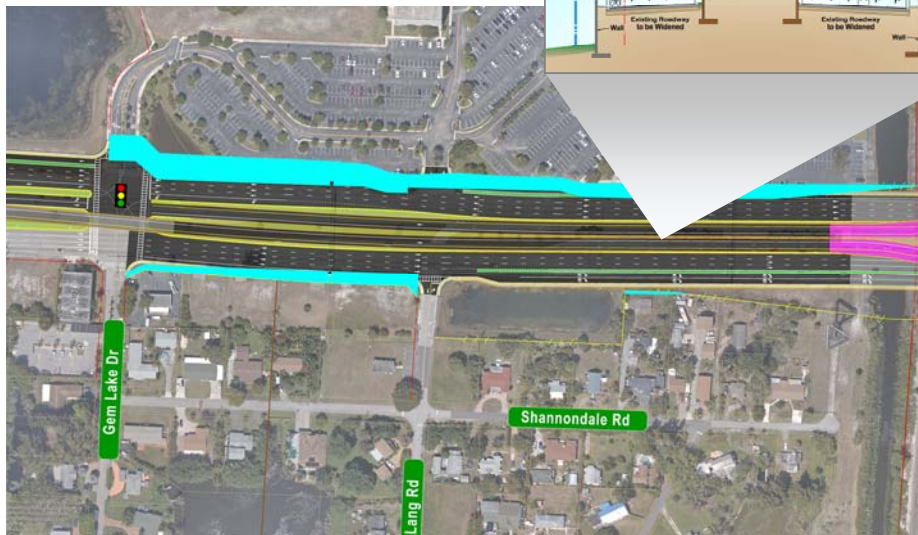 Existing Roadway
to be Widened
Existing Roadway
to be Widened
Wall
Wall
Gem Lake Dr
Shannondale Rd
Lang Rd